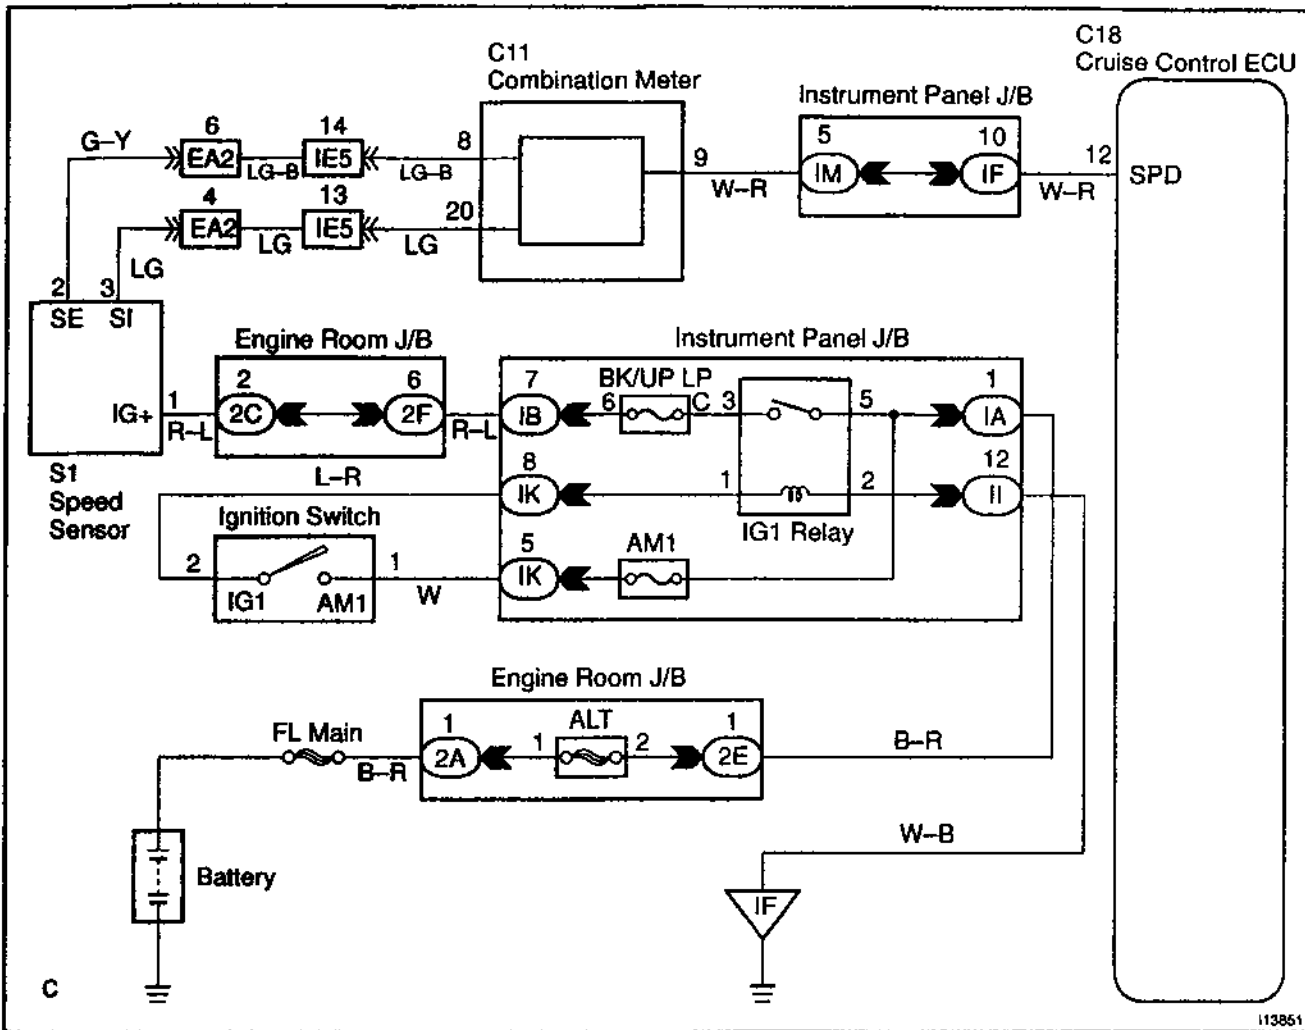 C18
Cruise Control ECU
C11
Combination Meter
Instrument Panel J/B
G–Y
6
EA2
LG–B
14
IE5
LG–B
8
9
W–R
5
IM
10
IF
W–R
12
SPD
4
EA2
LG
13
IE5
LG
20
LG
2
3
SE
SI
IG+
1
R–L
S1
Speed
Sensor
Engine Room J/B
2
2C
6
2F
R–L
Instrument Panel J/B
7
IB
BK/UP LP
6
C
3
5
1
IA
L–R
8
IK
1
2
12
II
IG1 Relay
Ignition Switch
2
IG1
AM1
1
W
5
IK
AM1
Engine Room J/B
FL Main
B–R
1
2A
1
ALT
2
1
2E
B–R
W–B
Battery
IF
C
I13851